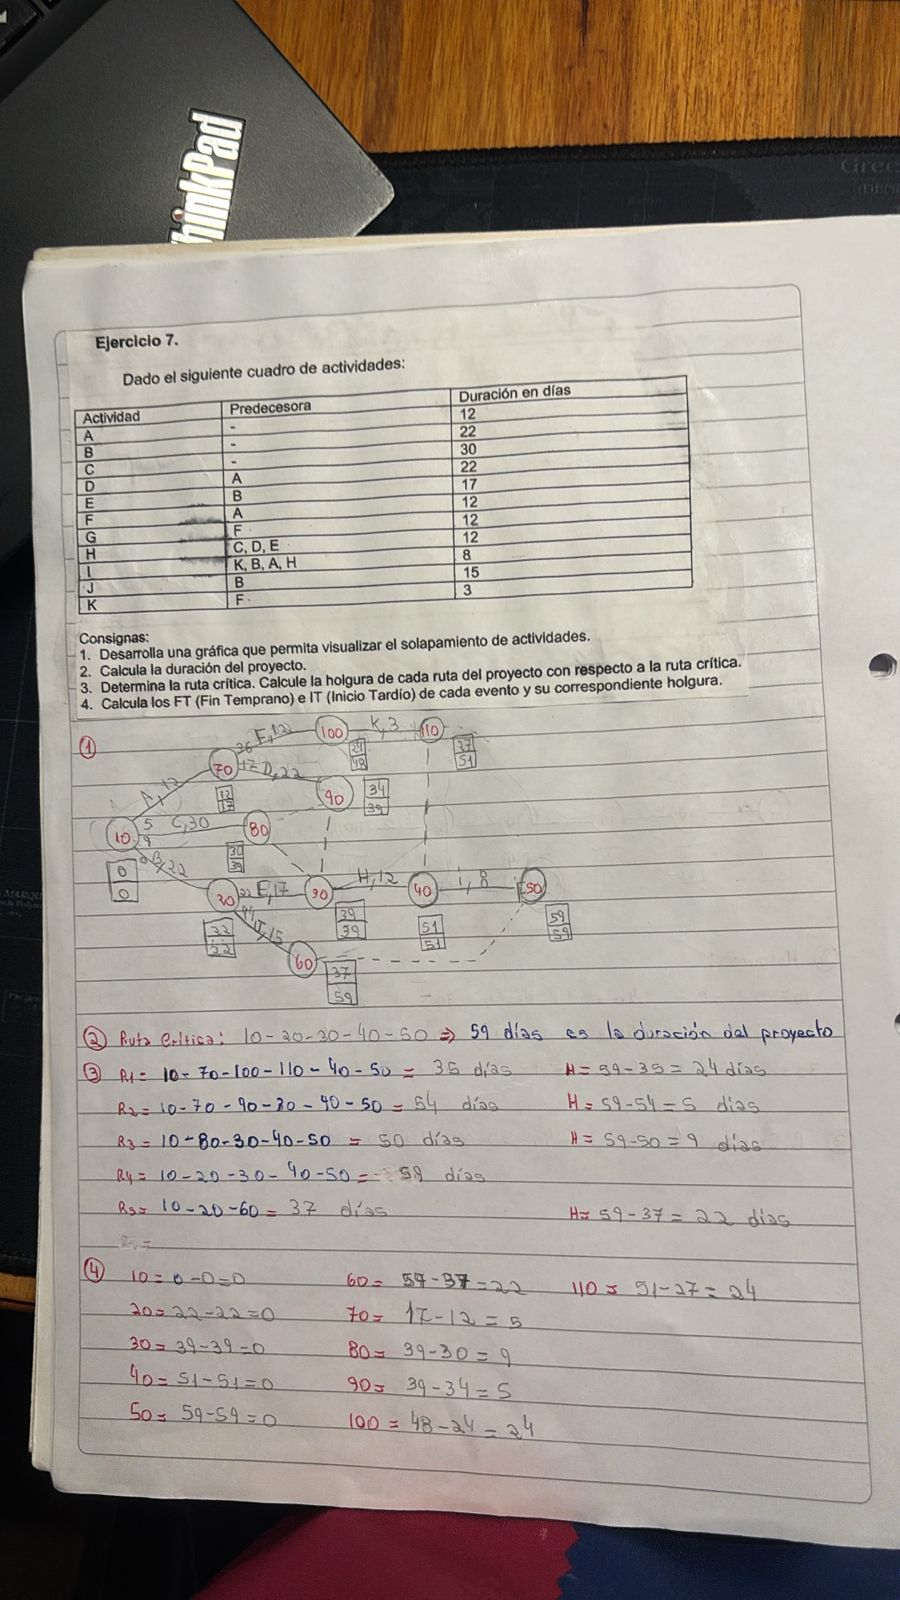 ThinkPad
Ejercicio 7.
Dado el siguiente cuadro de actividades:
Actividad Predecesora Duración en días
A - 12
B - 22
C - 30
D A 22
E B 17
F A 12
G F 12
H C, D, E 12
I K, B, A, H 8
J B 15
K F 3
Consignas:
1. Desarrolla una gráfica que permita visualizar el solapamiento de actividades.
2. Calcula la duración del proyecto.
3. Determina la ruta crítica. Calcule la holgura de cada ruta del proyecto con respecto a la ruta crítica.
4. Calcula los FT (Fin Temprano) e IT (Inicio Tardío) de cada evento y su correspondiente holgura.
①
F, 12 100 K, 3 110
36
70 17 D, 22 24 48 37 51
A, 12 12 17 90 34 39
10 5 C, 30 80
9
0 0 B, 22 30 39
20 22 E, 17 30 H, 12 40 I, 8 50
22 22 J, 15 39 39 51 51 59 59
60 37 59
② Ruta Crítica: 10-20-30-40-50 ⇒ 59 días es la duración del proyecto
③ R1= 10-70-100-110-40-50 = 35 días H= 59-35 = 24 días
R2= 10-70-90-30-40-50 = 54 días H= 59-54 = 5 días
R3= 10-80-30-40-50 = 50 días H= 59-50 = 9 días
R4= 10-20-30-40-50 = 59 días
R5= 10-20-60 = 37 días H= 59-37 = 22 días
④ 10= 0-0=0 60= 59-37=22 110= 51-27=24
20= 22-22=0 70= 17-12=5
30= 39-39=0 80= 39-30=9
40= 51-51=0 90= 39-34=5
50= 59-59=0 100= 48-24=24